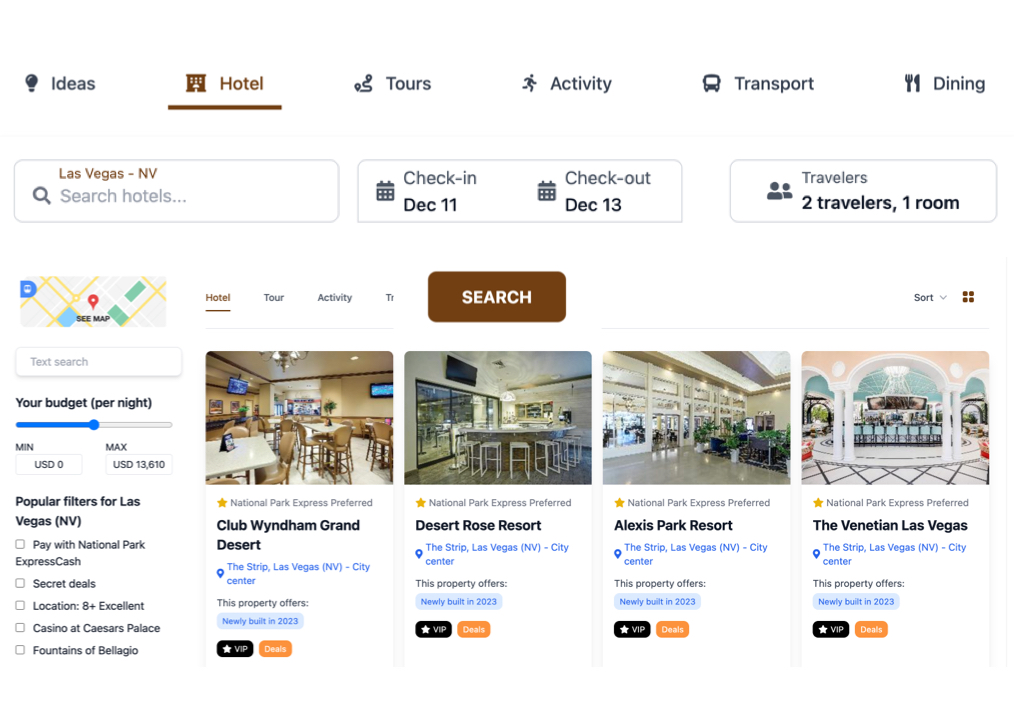 Ideas
Hotel
Tours
Activity
Transport
Dining
Las Vegas - NV
Search hotels...
Check-in
Dec 11
Check-out
Dec 13
Travelers
2 travelers, 1 room
SEE MAP
Text search
Your budget (per night)
MIN
MAX
USD 0
USD 13,610
Popular filters for Las
Vegas (NV)
Pay with National Park
ExpressCash
Secret deals
Location: 8+ Excellent
Casino at Caesars Palace
Fountains of Bellagio
Hotel
Tour
Activity
Tr
SEARCH
Sort
National Park Express Preferred
Club Wyndham Grand
Desert
The Strip, Las Vegas (NV) - City
center
This property offers:
Newly built in 2023
VIP
Deals
National Park Express Preferred
Desert Rose Resort
The Strip, Las Vegas (NV) - City
center
This property offers:
Newly built in 2023
VIP
Deals
National Park Express Preferred
Alexis Park Resort
The Strip, Las Vegas (NV) - City
center
This property offers:
Newly built in 2023
VIP
Deals
National Park Express Preferred
The Venetian Las Vegas
The Strip, Las Vegas (NV) - City
center
This property offers:
Newly built in 2023
VIP
Deals